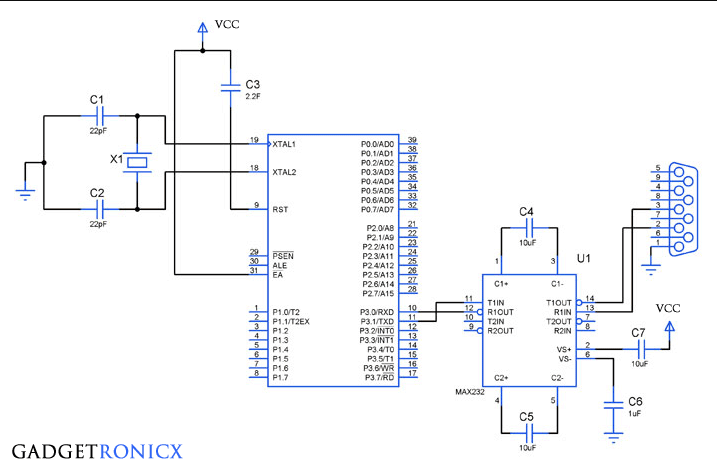 VCC
C3
2.2F
C1
22pF
X1
C2
22pF
19 XTAL1
18 XTAL2
9 RST
29 PSEN
30 ALE
31 EA
1 P1.0/T2
2 P1.1/T2EX
3 P1.2
4 P1.3
5 P1.4
6 P1.5
7 P1.6
8 P1.7
P0.0/AD0 39
P0.1/AD1 38
P0.2/AD2 37
P0.3/AD3 36
P0.4/AD4 35
P0.5/AD5 34
P0.6/AD6 33
P0.7/AD7 32
P2.0/A8 21
P2.1/A9 22
P2.2/A10 23
P2.3/A11 24
P2.4/A12 25
P2.5/A13 26
P2.6/A14 27
P2.7/A15 28
P3.0/RXD 10
P3.1/TXD 11
P3.2/INT0 12
P3.3/INT1 13
P3.4/T0 14
P3.5/T1 15
P3.6/WR 16
P3.7/RD 17
C4
10uF
U1
1 3
C1+ C1-
11 T1IN T1OUT 14
12 R1OUT R1IN 13
10 T2IN T2OUT 7
9 R2OUT R2IN 8
VS+ 2
VS- 6
C2+ C2-
MAX232
4 5
C5
10uF
5
9
4
8
3
7
2
6
1
VCC
C7
10uF
C6
1uF
GADGETRONICX